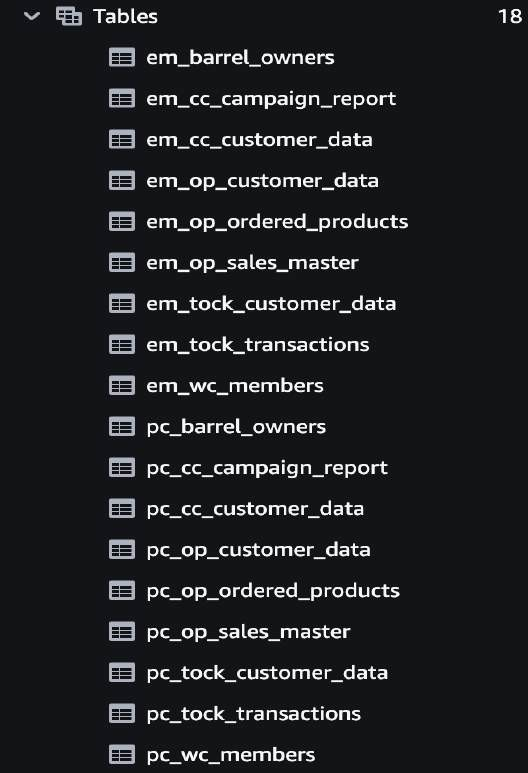 Tables 18
em_barrel_owners
em_cc_campaign_report
em_cc_customer_data
em_op_customer_data
em_op_ordered_products
em_op_sales_master
em_tock_customer_data
em_tock_transactions
em_wc_members
pc_barrel_owners
pc_cc_campaign_report
pc_cc_customer_data
pc_op_customer_data
pc_op_ordered_products
pc_op_sales_master
pc_tock_customer_data
pc_tock_transactions
pc_wc_members